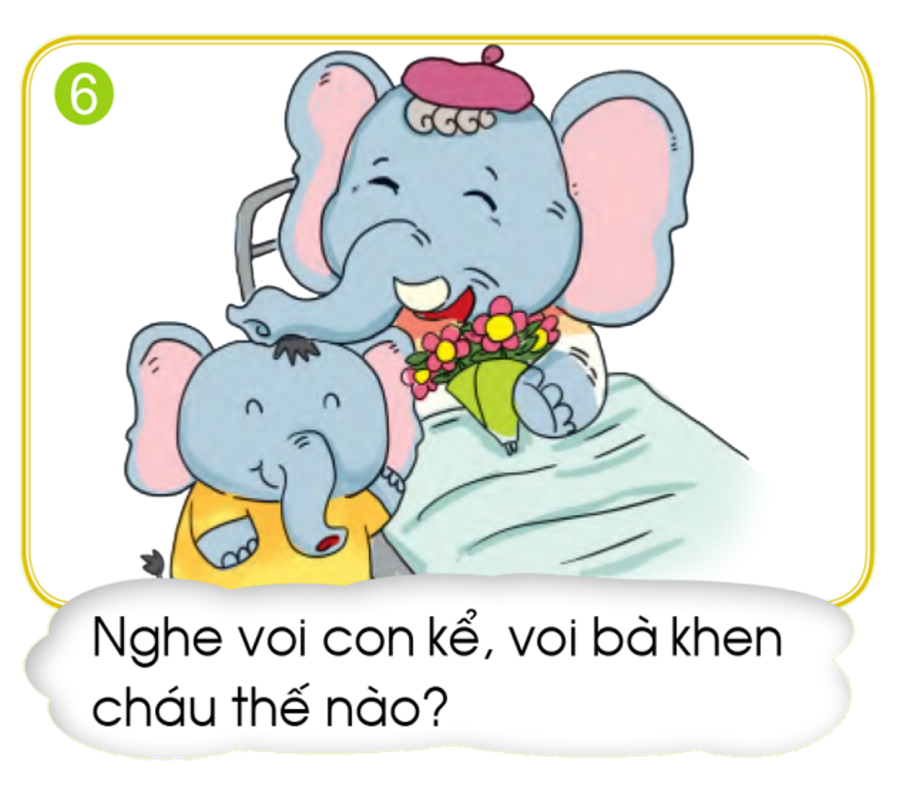 6
Nghe voi con kể, voi bà khen
cháu thế nào?